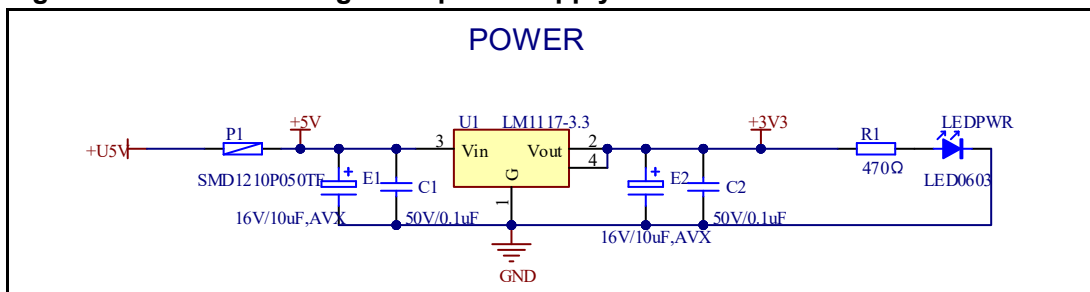 POWER
+U5V
P1
SMD1210P050TF
+5V
E1
16V/10uF,AVX
C1
50V/0.1uF
U1
LM1117-3.3
3
Vin
Vout
2
4
G
1
GND
E2
16V/10uF,AVX
C2
50V/0.1uF
+3V3
R1
470Ω
LEDPWR
LED0603